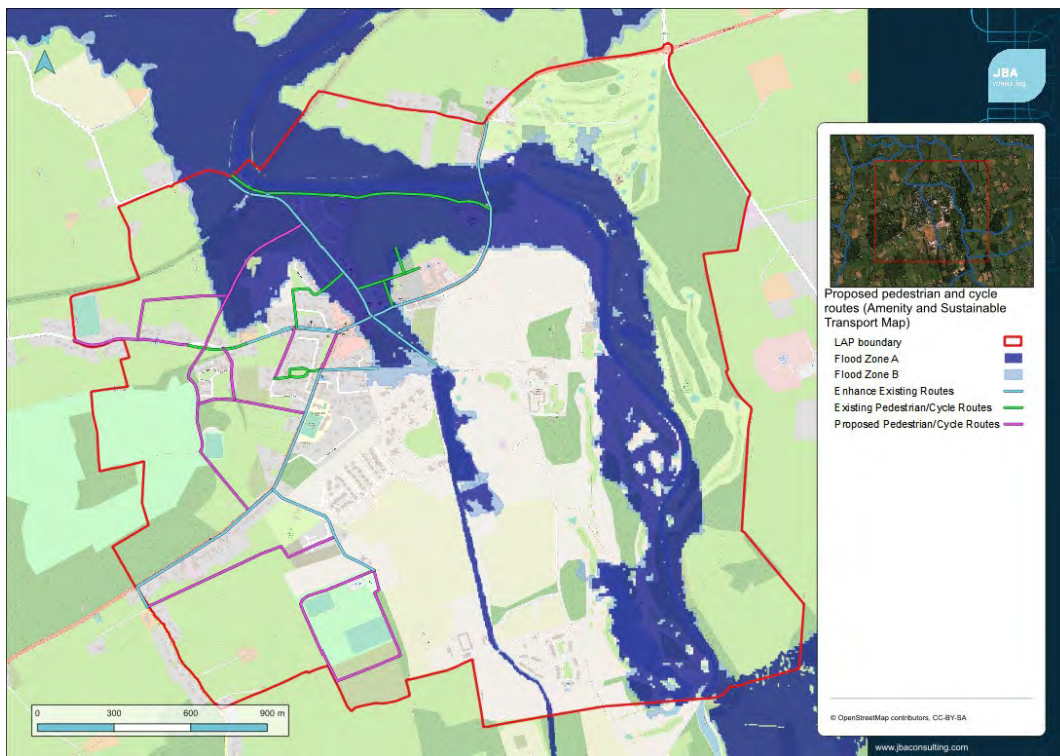 JBA
consulting
Proposed pedestrian and cycle
routes (Amenity and Sustainable
Transport Map)
LAP boundary
Flood Zone A
Flood Zone B
Enhance Existing Routes
Existing Pedestrian/Cycle Routes
Proposed Pedestrian/Cycle Routes
0 300 600 900 m
© OpenStreetMap contributors, CC-BY-SA
www.jbaconsulting.com